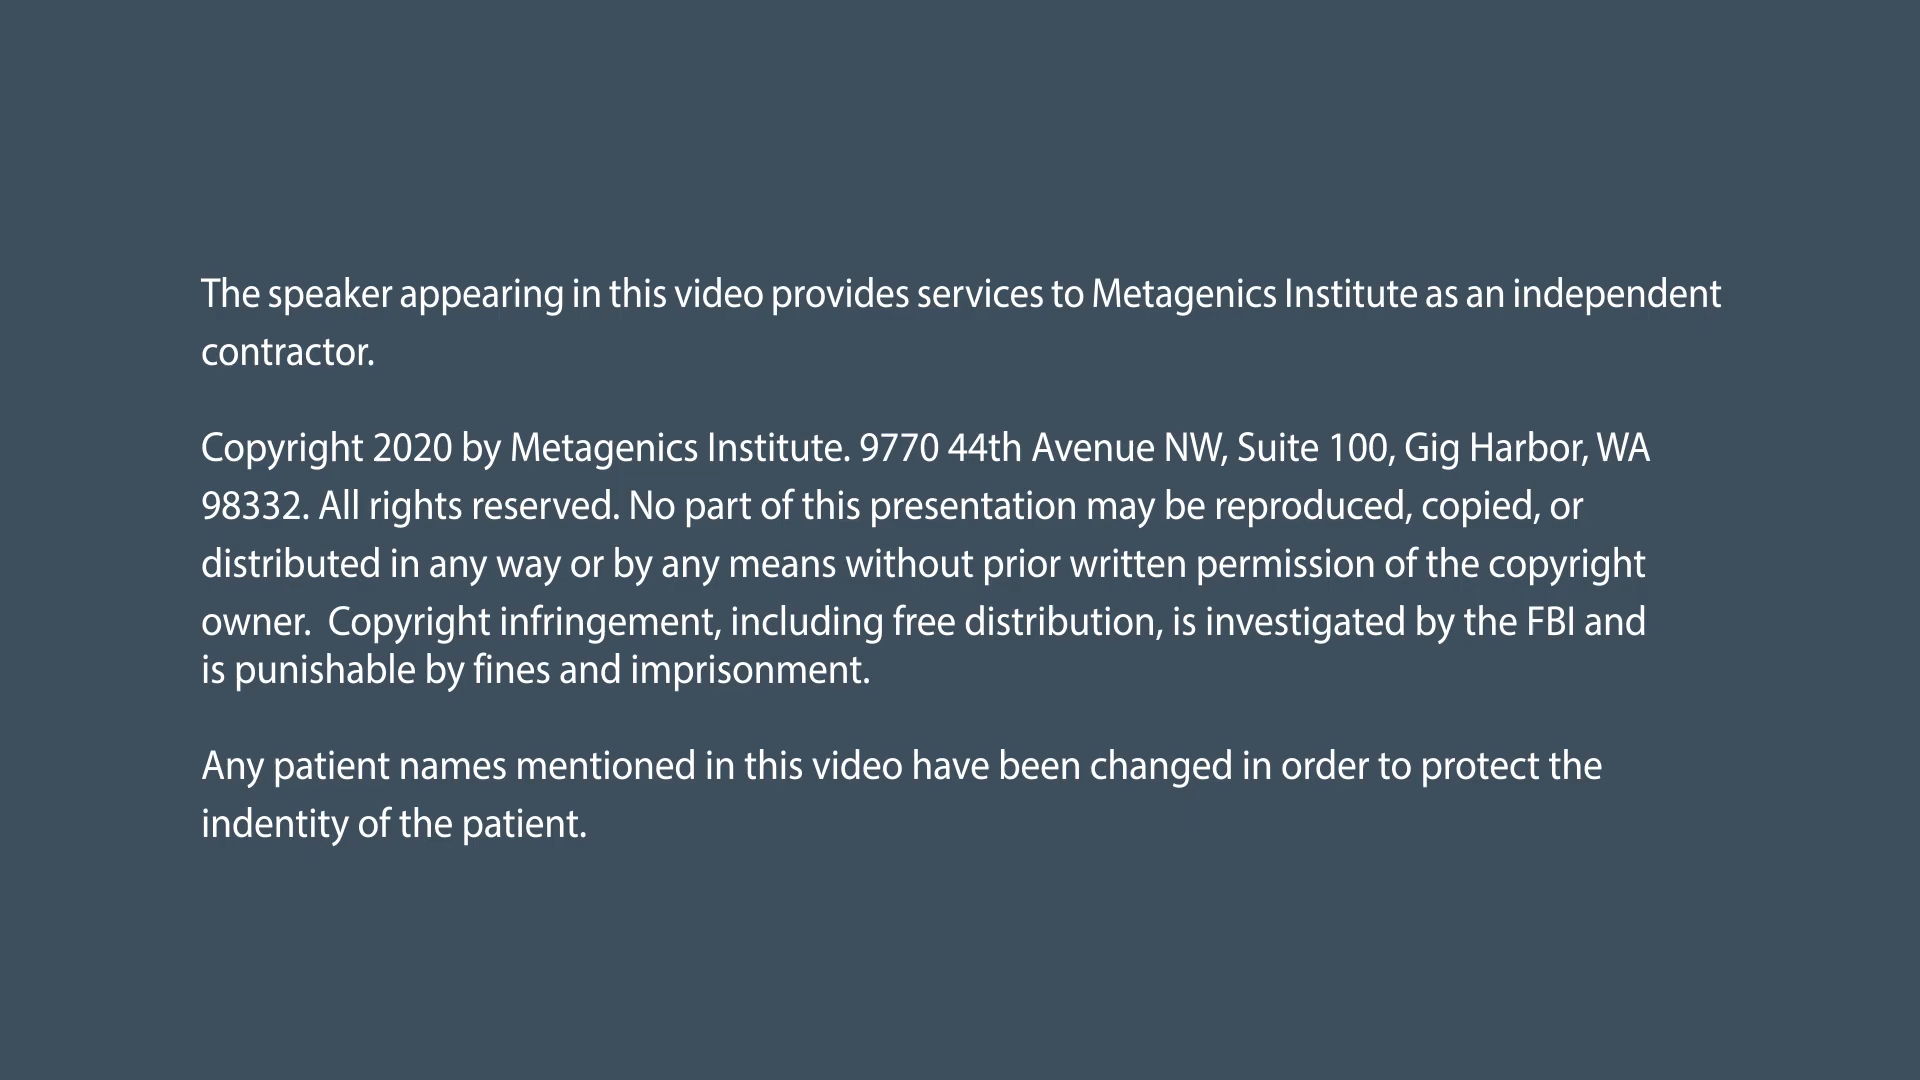 The speaker appearing in this video provides services to Metagenics Institute as an independent
contractor.
Copyright 2020 by Metagenics Institute. 9770 44th Avenue NW, Suite 100, Gig Harbor, WA
98332. All rights reserved. No part of this presentation may be reproduced, copied, or
distributed in any way or by any means without prior written permission of the copyright
owner.  Copyright infringement, including free distribution, is investigated by the FBI and
is punishable by fines and imprisonment.
Any patient names mentioned in this video have been changed in order to protect the
indentity of the patient.